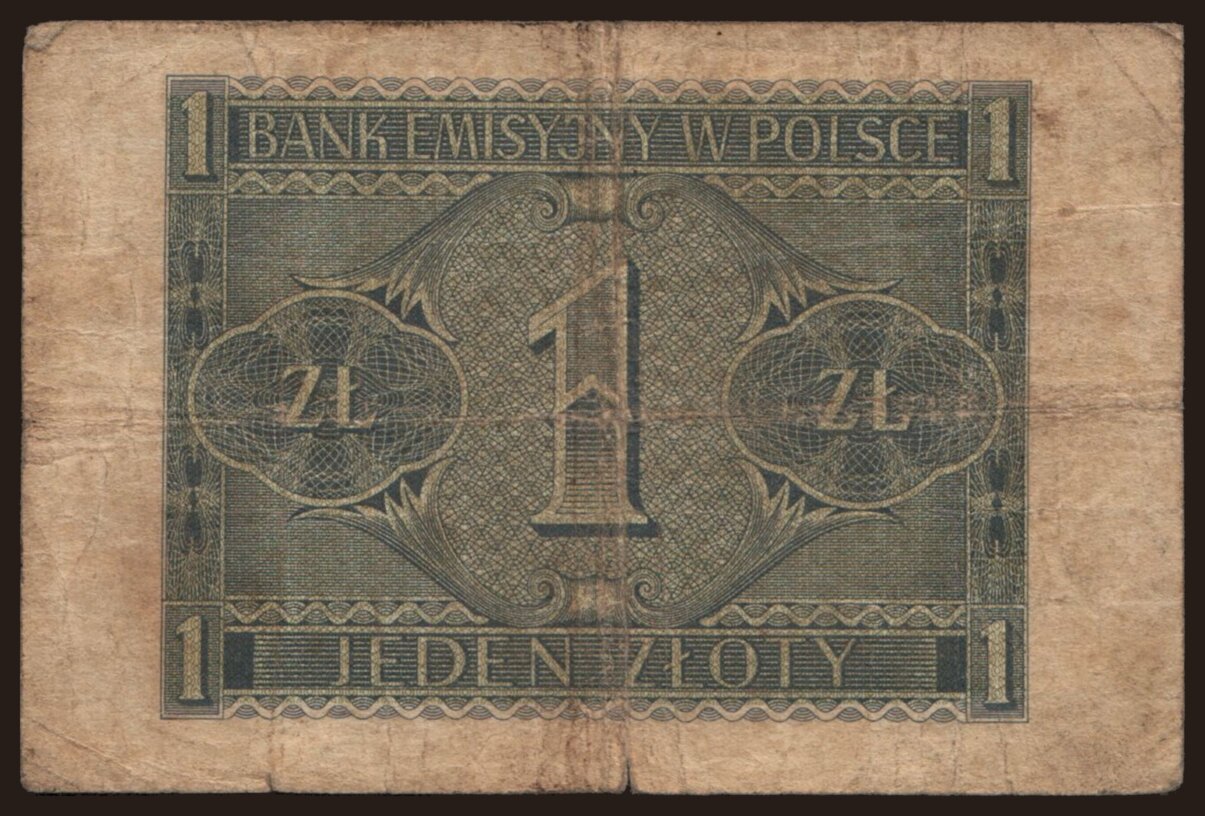 1 BANK EMISYJNY W POLSCE 1
ZŁ 1 ZŁ
1 JEDEN ZŁOTY 1